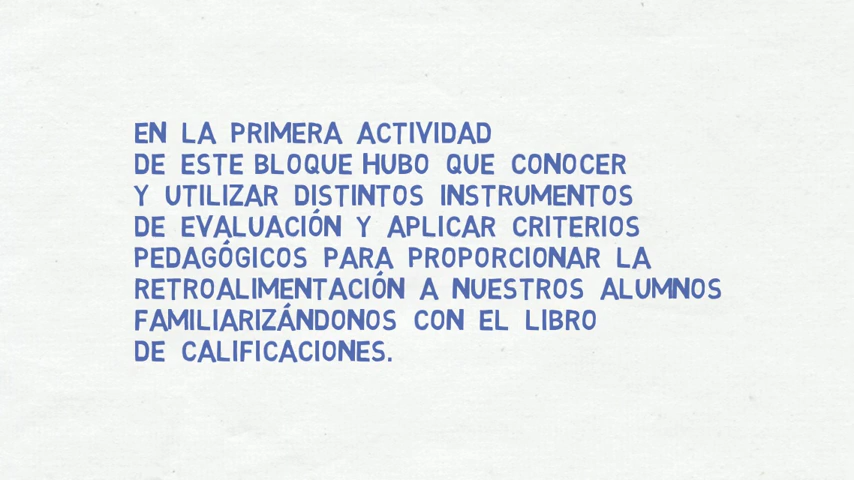 EN LA PRIMERA ACTIVIDAD
DE ESTE BLOQUE HUBO QUE CONOCER
Y UTILIZAR DISTINTOS INSTRUMENTOS
DE EVALUACIÓN Y APLICAR CRITERIOS
PEDAGÓGICOS PARA PROPORCIONAR LA
RETROALIMENTACIÓN A NUESTROS ALUMNOS
FAMILIARIZÁNDONOS CON EL LIBRO
DE CALIFICACIONES.